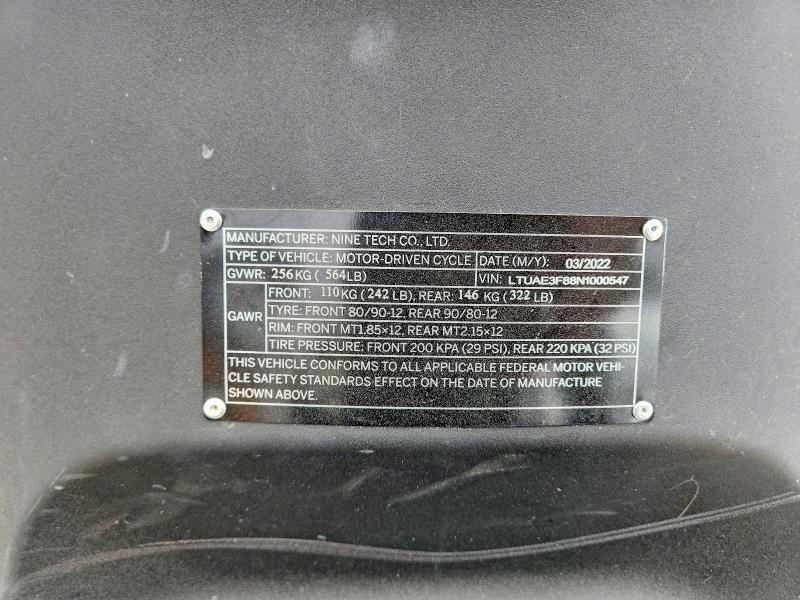 MANUFACTURER: NINE TECH CO., LTD.
TYPE OF VEHICLE: MOTOR-DRIVEN CYCLE DATE (M/Y): 03/2022
GVWR: 256KG ( 564LB) VIN: LTUAE3F88N1000547
GAWR
FRONT: 110KG (242 LB), REAR: 146 KG (322 LB)
TYRE: FRONT 80/90-12, REAR 90/80-12
RIM: FRONT MT1.85×12, REAR MT2.15×12
TIRE PRESSURE: FRONT 200 KPA (29 PSI), REAR 220 KPA (32 PSI)
THIS VEHICLE CONFORMS TO ALL APPLICABLE FEDERAL MOTOR VEHI-
CLE SAFETY STANDARDS EFFECT ON THE DATE OF MANUFACTURE
SHOWN ABOVE.